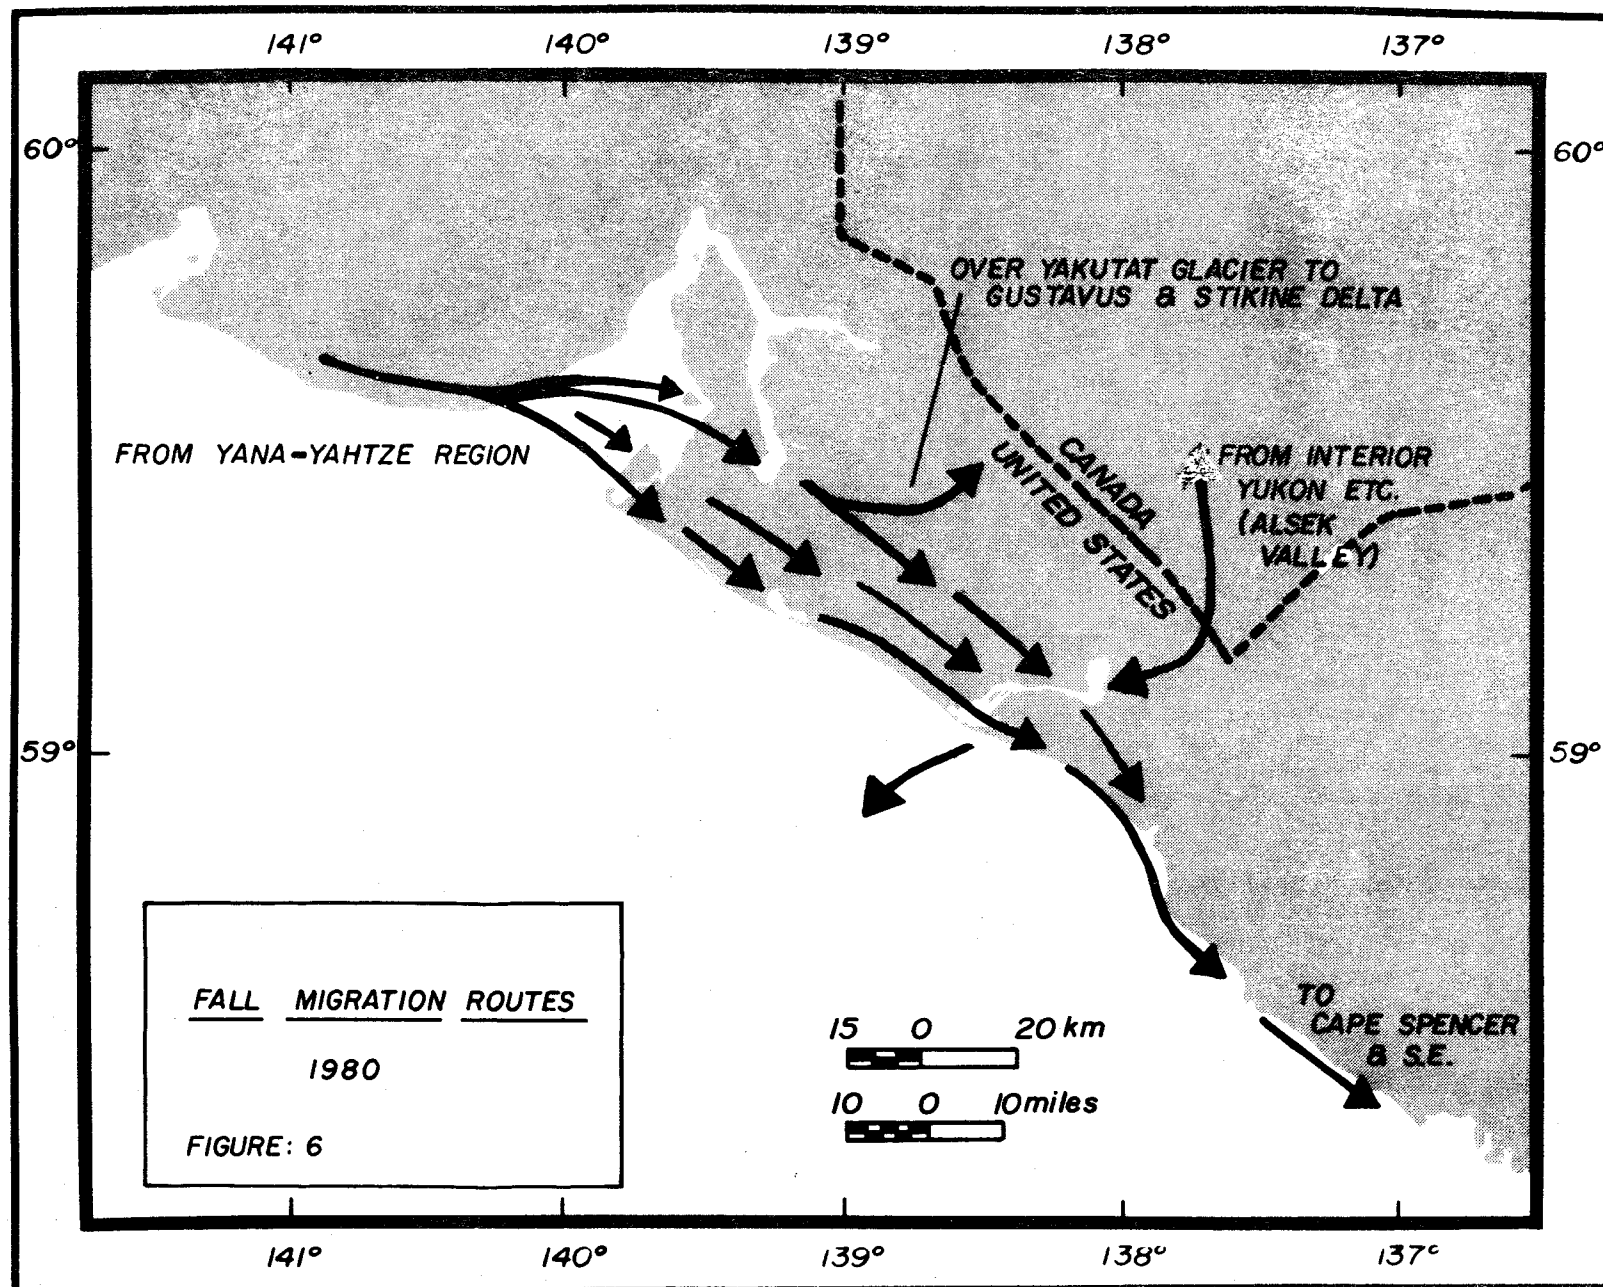 141° 140° 139° 138° 137°
60° 60°
OVER YAKUTAT GLACIER TO
GUSTAVUS & STIKINE DELTA
FROM YANA-YAHTZE REGION
CANADA
UNITED STATES
FROM INTERIOR
YUKON ETC.
(ALSEK
VALLEY)
59° 59°
FALL MIGRATION ROUTES
1980
FIGURE: 6
15 0 20 km
10 0 10 miles
TO
CAPE SPENCER
& S.E.
141° 140° 139° 138° 137°